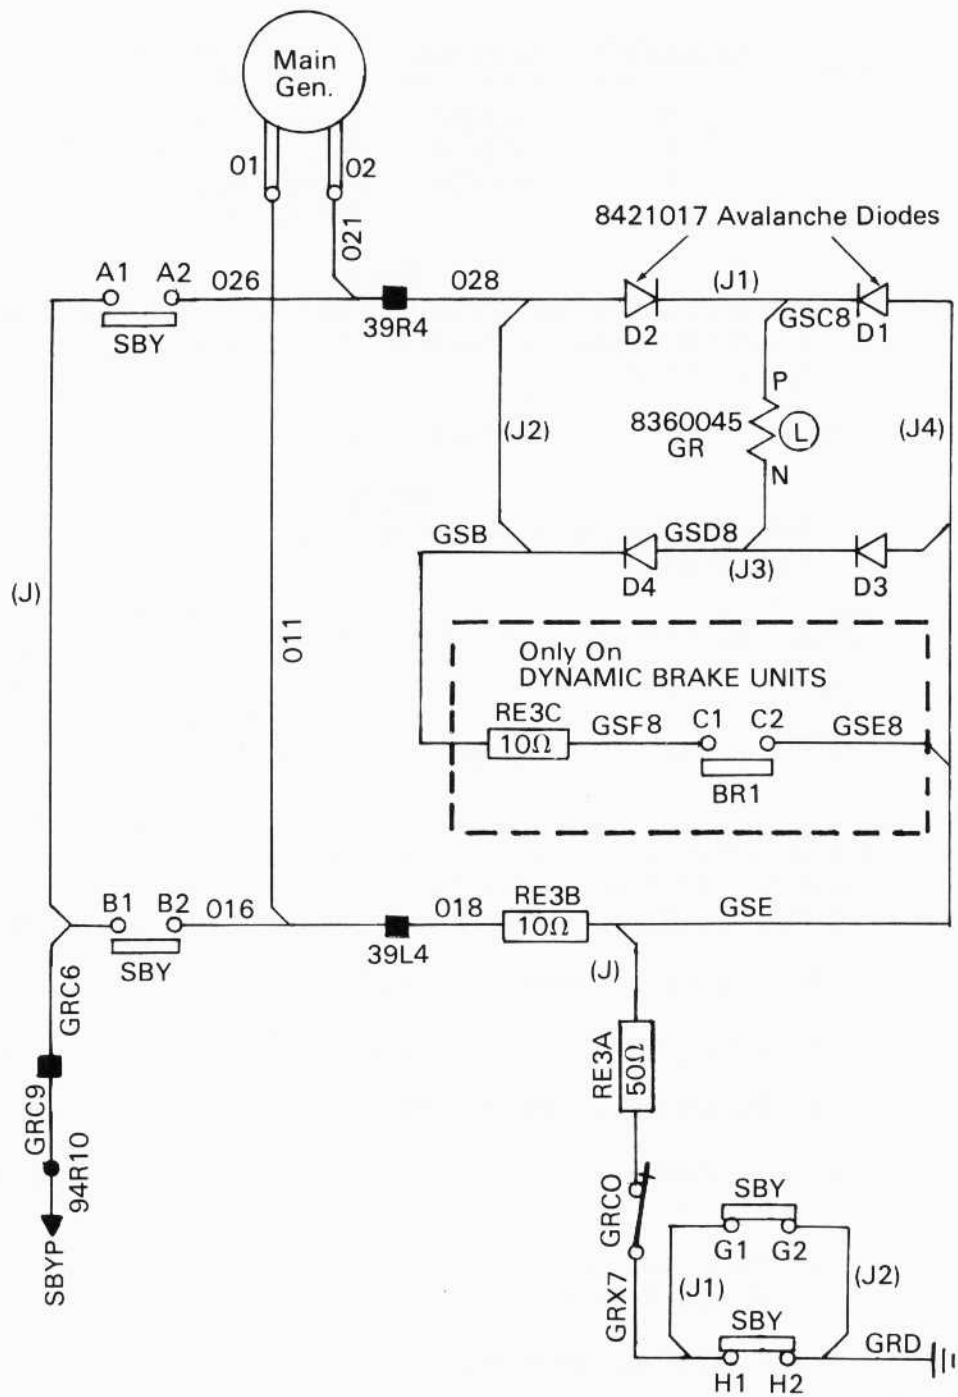 Main
Gen.
01
02
021
8421017 Avalanche Diodes
A1 A2
026
028
(J1)
GSC8
SBY
39R4
D2
D1
P
8360045
GR
L
N
(J2)
(J4)
GSB
GSD8
(J3)
D4
D3
(J)
011
Only On
DYNAMIC BRAKE UNITS
RE3C
10Ω
GSF8
C1 C2
GSE8
BR1
B1 B2
016
018
RE3B
10Ω
GSE
SBY
39L4
(J)
GRC6
RE3A
50Ω
GRC9
94R10
SBYP
GRCO
SBY
G1 G2
(J1)
(J2)
GRX7
SBY
GRD
H1 H2